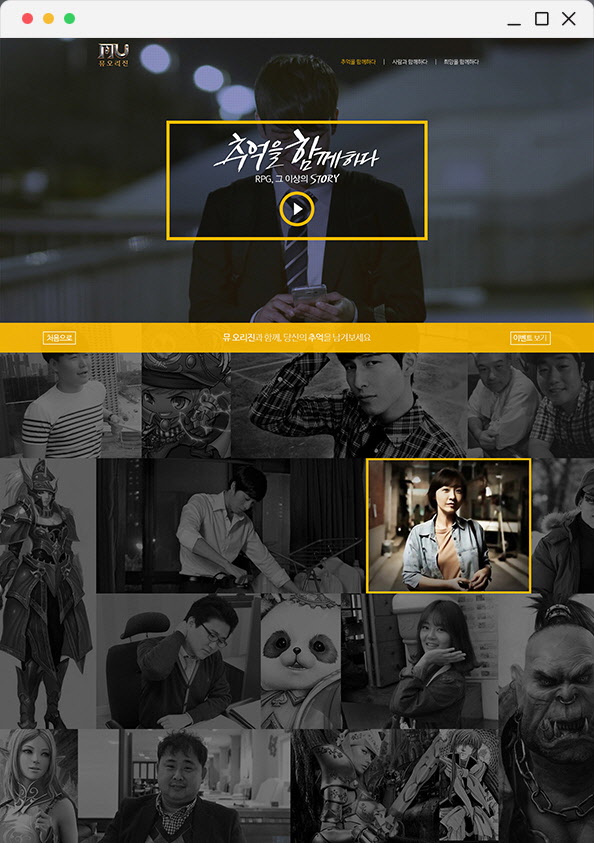 MU
뮤오리진
추억을 함께하다 | 사람과 함께하다 | 희망을 함께하다
추억을 함께하다
RPG, 그 이상의 STORY
처음으로
뮤 오리진과 함께, 당신의 추억을 남겨보세요
이벤트 보기